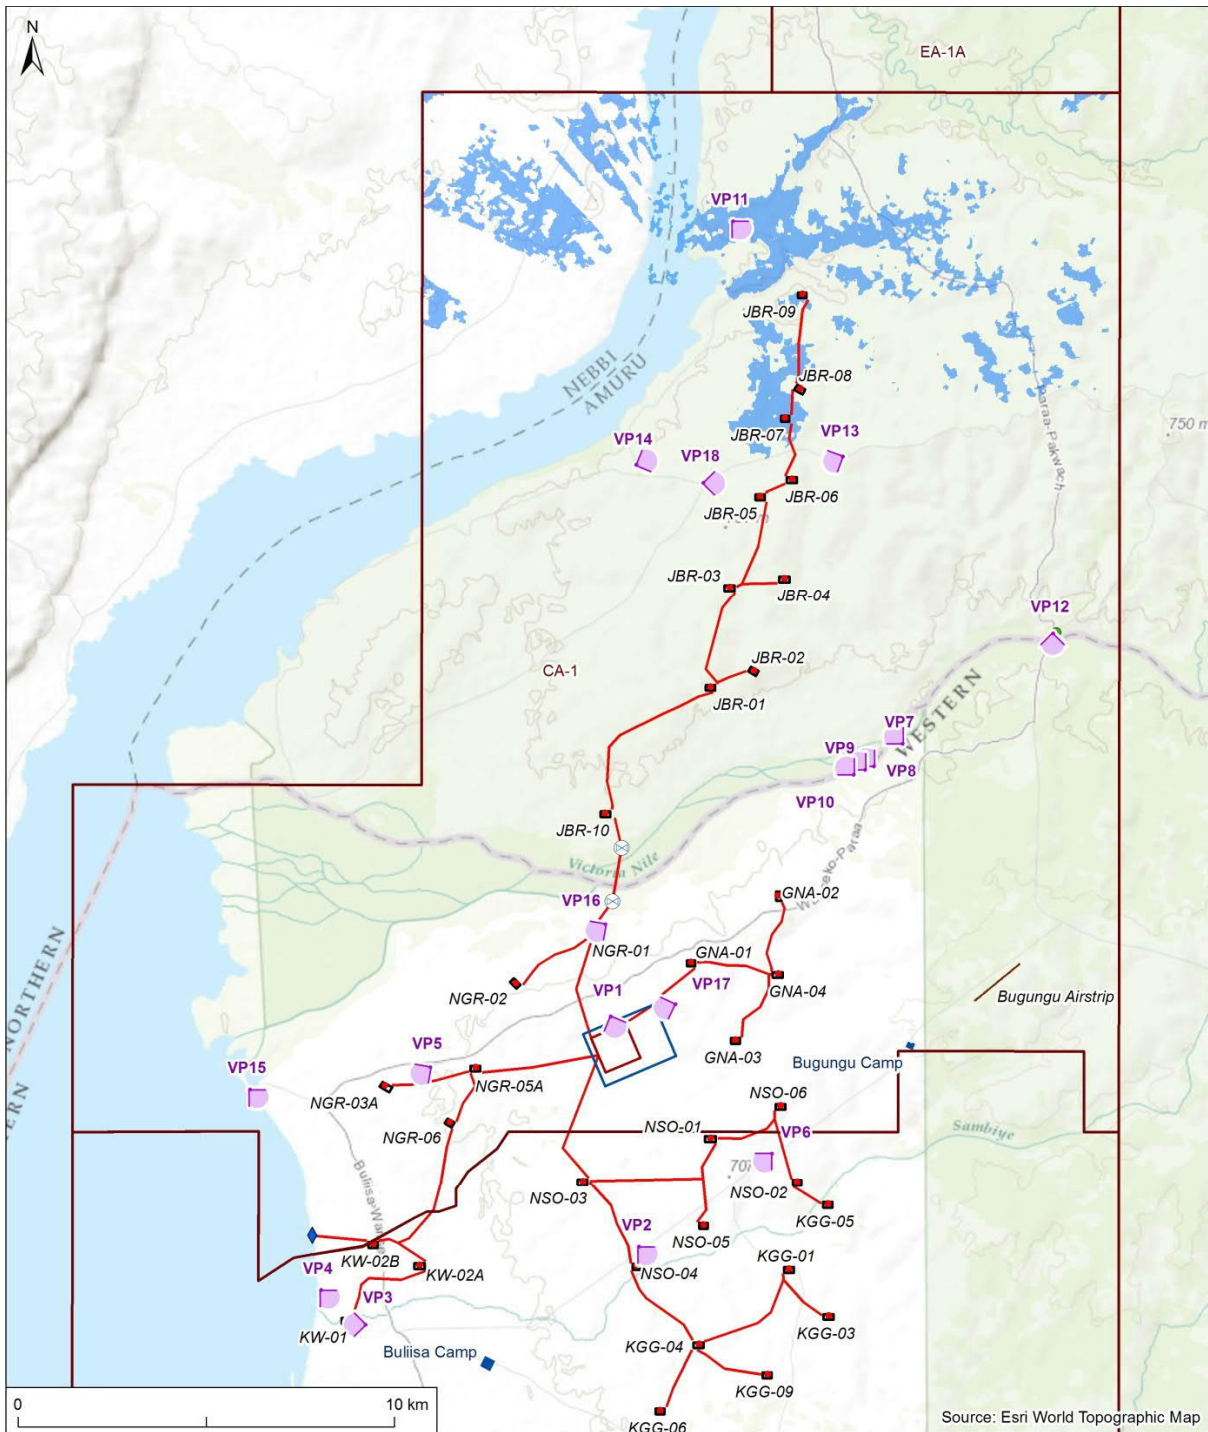 N
EA-1A
VP11
JBR-09
NEBBI
AMURU
JBR-08
Paraa-Pakwach
750 m
JBR-07
VP14
VP18
VP13
JBR-06
JBR-05
JBR-03
JBR-04
VP12
CA-1
JBR-02
JBR-01
VP7
WESTERN
VP9
VP8
VP10
JBR-10
Victoria Nile
VP16
GNA-02
NGR-01
GNA-01
NGR-02
GNA-04
VP17
VP1
Bugungu Airstrip
NORTHERN
VP5
GNA-03
Bugungu Camp
VP15
NGR-05A
NGR-03A
NSO-06
NGR-06
NSO-01
VP6
Sambiye
NSO-03
NSO-02
KGG-05
NSO-05
VP2
KW-02B
KW-02A
NSO-04
KGG-01
VP4
VP3
KW-01
KGG-03
Buliisa Camp
KGG-04
KGG-09
KGG-06
0
10 km
Source: Esri World Topographic Map